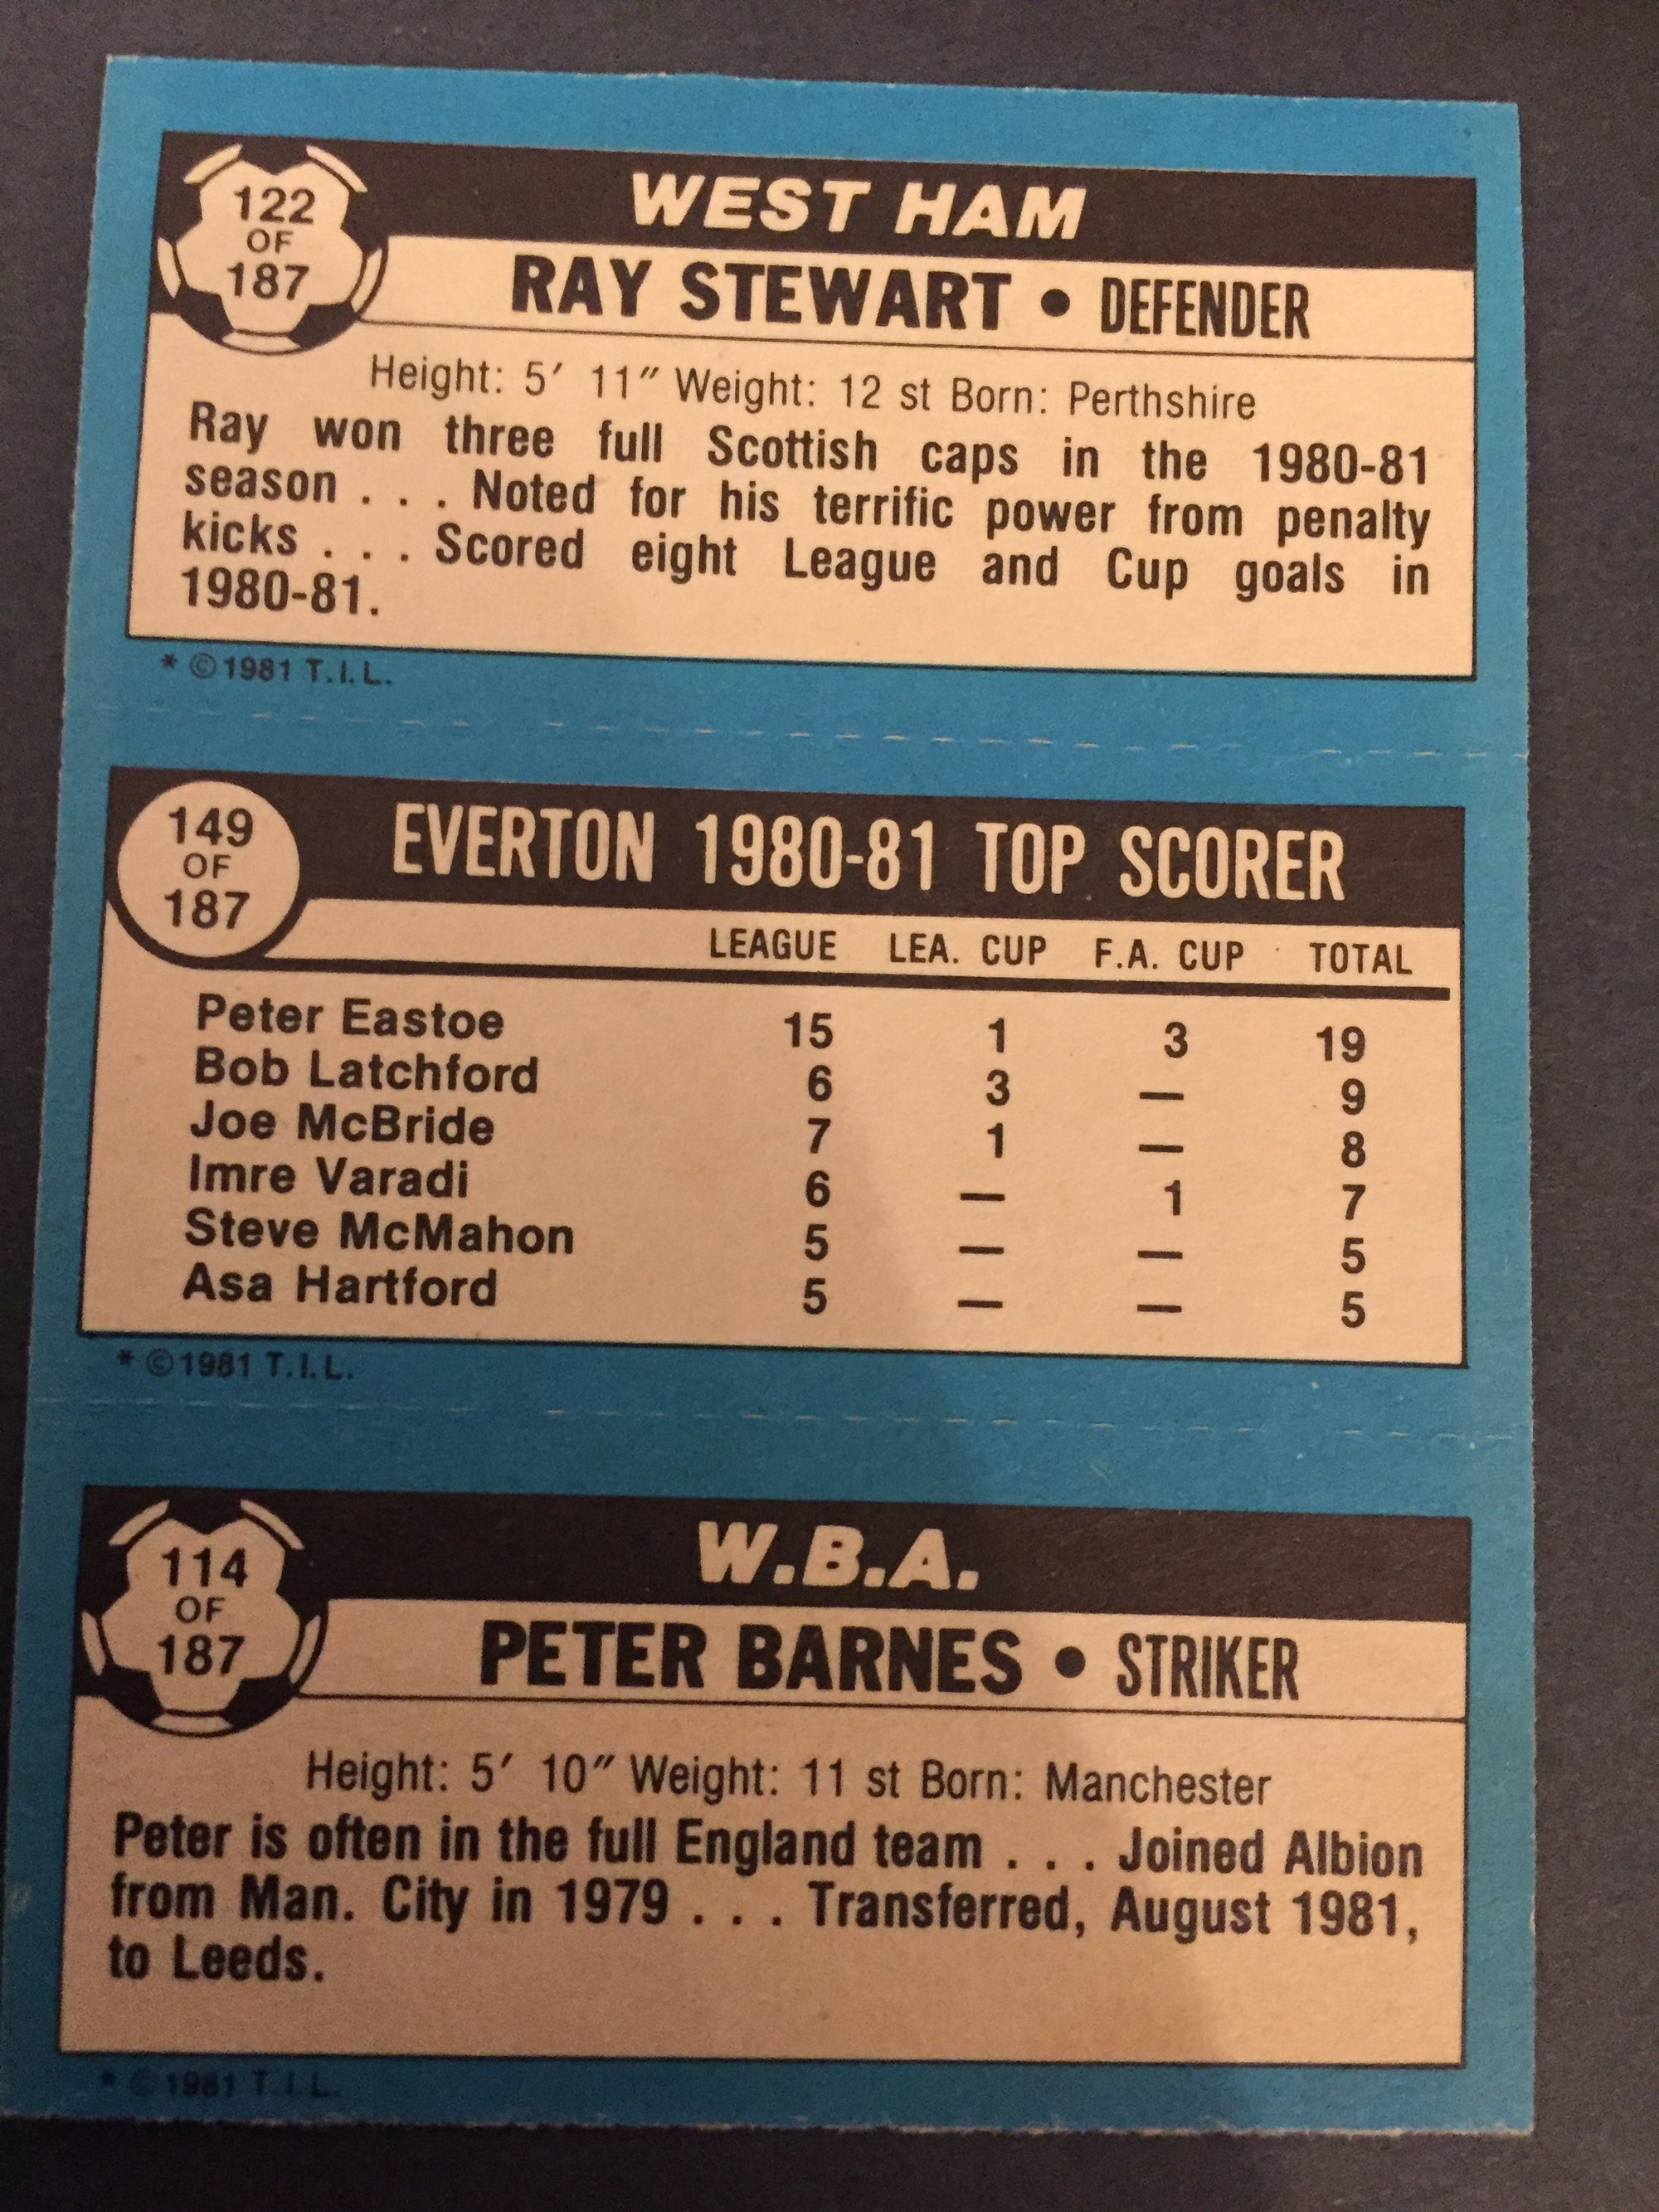 122
OF
187
WEST HAM
RAY STEWART • DEFENDER
Height: 5′ 11″ Weight: 12 st Born: Perthshire
Ray won three full Scottish caps in the 1980-81
season . . . Noted for his terrific power from penalty
kicks . . . Scored eight League and Cup goals in
1980-81.
* ©1981 T.I.L.
149
OF
187
EVERTON 1980-81 TOP SCORER
LEAGUE LEA. CUP F.A. CUP TOTAL
Peter Eastoe 15 1 3 19
Bob Latchford 6 3 — 9
Joe McBride 7 1 — 8
Imre Varadi 6 — 1 7
Steve McMahon 5 — — 5
Asa Hartford 5 — — 5
* ©1981 T.I.L.
114
OF
187
W.B.A.
PETER BARNES • STRIKER
Height: 5′ 10″ Weight: 11 st Born: Manchester
Peter is often in the full England team . . . Joined Albion
from Man. City in 1979 . . . Transferred, August 1981,
to Leeds.
* ©1981 T.I.L.